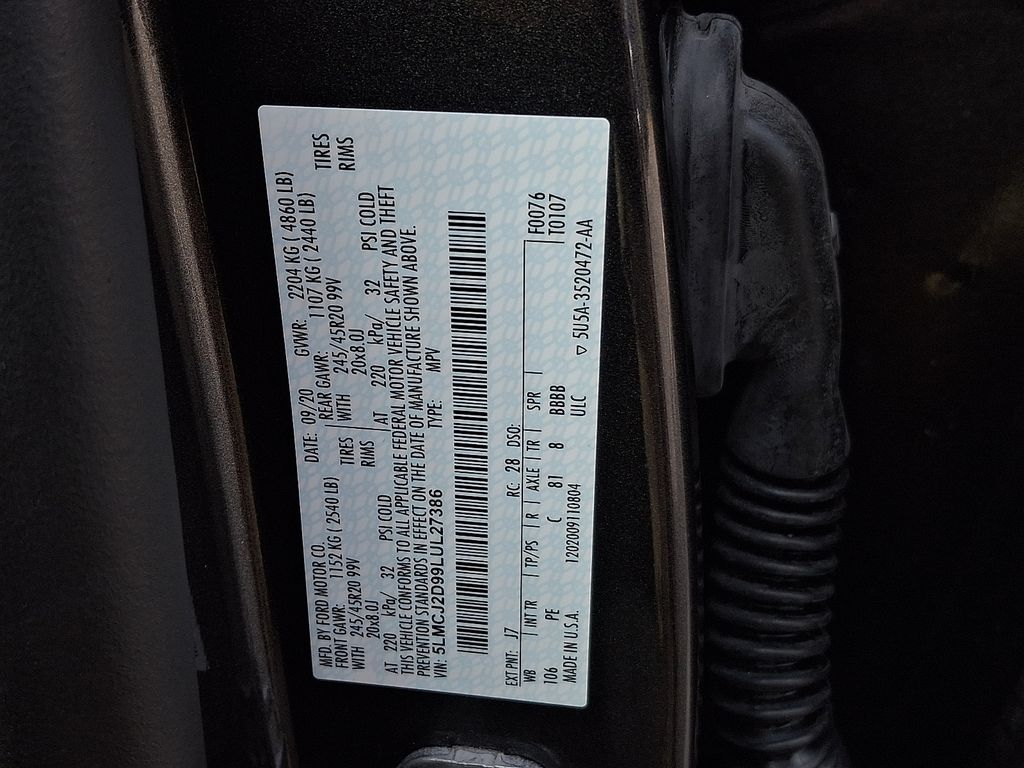 MFD. BY FORD MOTOR CO. DATE: 09/20 GVWR: 2204 KG ( 4860 LB)
FRONT GAWR: 1152 KG ( 2540 LB) REAR GAWR: 1107 KG ( 2440 LB)
WITH 245/45R20 99V TIRES WITH 245/45R20 99V TIRES
20x8.0J RIMS 20x8.0J RIMS
AT 220 kPa/ 32 PSI COLD AT 220 kPa/ 32 PSI COLD
THIS VEHICLE CONFORMS TO ALL APPLICABLE FEDERAL MOTOR VEHICLE SAFETY AND THEFT
PREVENTION STANDARDS IN EFFECT ON THE DATE OF MANUFACTURE SHOWN ABOVE.
VIN: 5LMCJ2D99LUL27386 TYPE: MPV
EXT PNT: J7 RC: 28 DSO: F0076
WB INT TR TP/PS R AXLE TR SPR T0107
106 PE C 81 8 BBBB
MADE IN U.S.A. 1202009110804 ULC ▽ 5U5A-3520472-AA